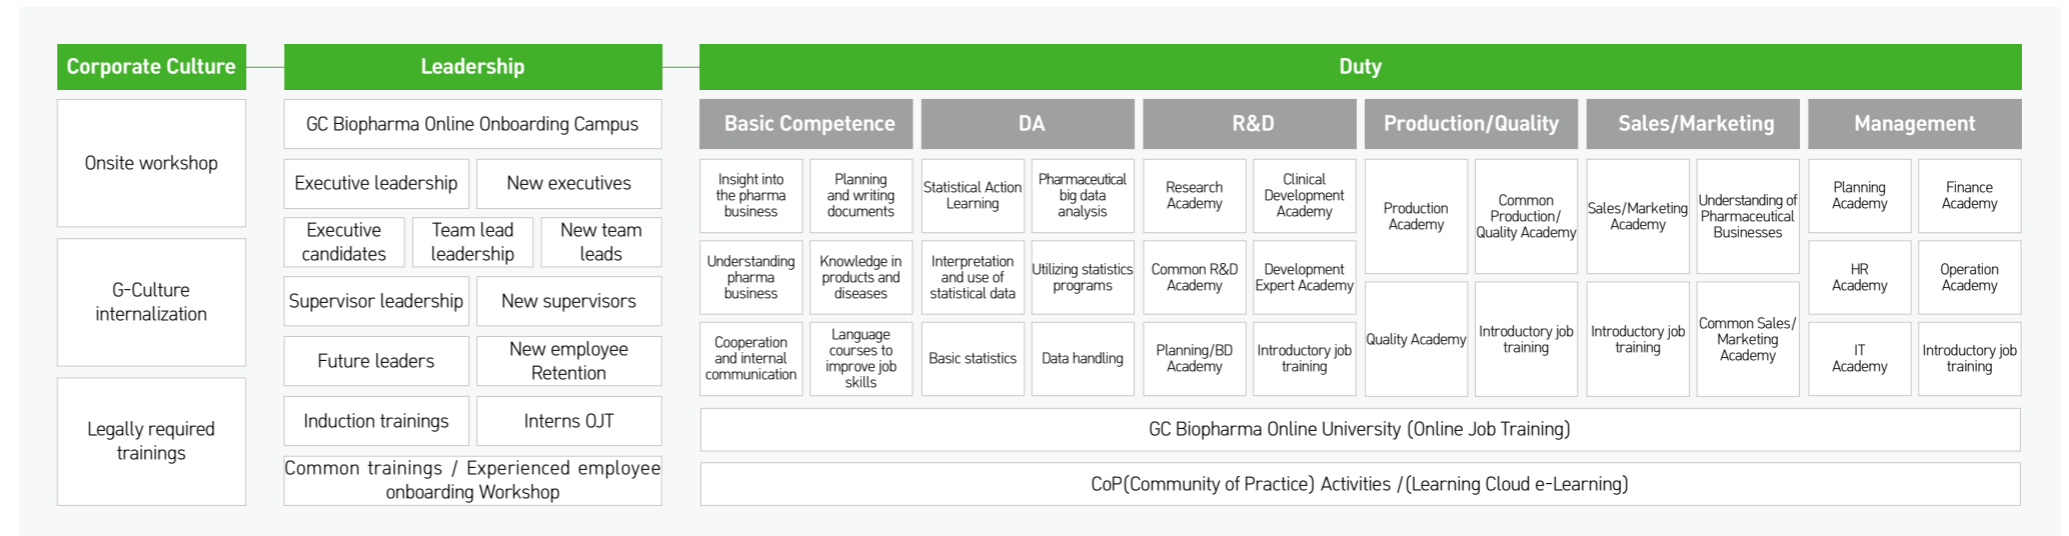 Corporate Culture
Onsite workshop
G-Culture
internalization
Legally required
trainings
Leadership
GC Biopharma Online Onboarding Campus
Executive leadership
New executives
Executive
candidates
Team lead
leadership
New team
leads
Supervisor leadership
New supervisors
Future leaders
New employee
Retention
Induction trainings
Interns OJT
Common trainings / Experienced employee
onboarding Workshop
Duty
Basic Competence
Insight into
the pharma
business
Planning
and writing
documents
Understanding
pharma
business
Knowledge in
products and
diseases
Cooperation
and internal
communication
Language
courses to
improve job
skills
DA
Statistical Action
Learning
Pharmaceutical
big data
analysis
Interpretation
and use of
statistical data
Utilizing statistics
programs
Basic statistics
Data handling
R&D
Research
Academy
Clinical
Development
Academy
Common R&D
Academy
Development
Expert Academy
Planning/BD
Academy
Introductory job
training
Production/Quality
Production
Academy
Common
Production/
Quality Academy
Quality Academy
Introductory job
training
Sales/Marketing
Sales/Marketing
Academy
Understanding of
Pharmaceutical
Businesses
Introductory job
training
Common Sales/
Marketing
Academy
Management
Planning
Academy
Finance
Academy
HR
Academy
Operation
Academy
IT
Academy
Introductory job
training
GC Biopharma Online University (Online Job Training)
CoP(Community of Practice) Activities /(Learning Cloud e-Learning)